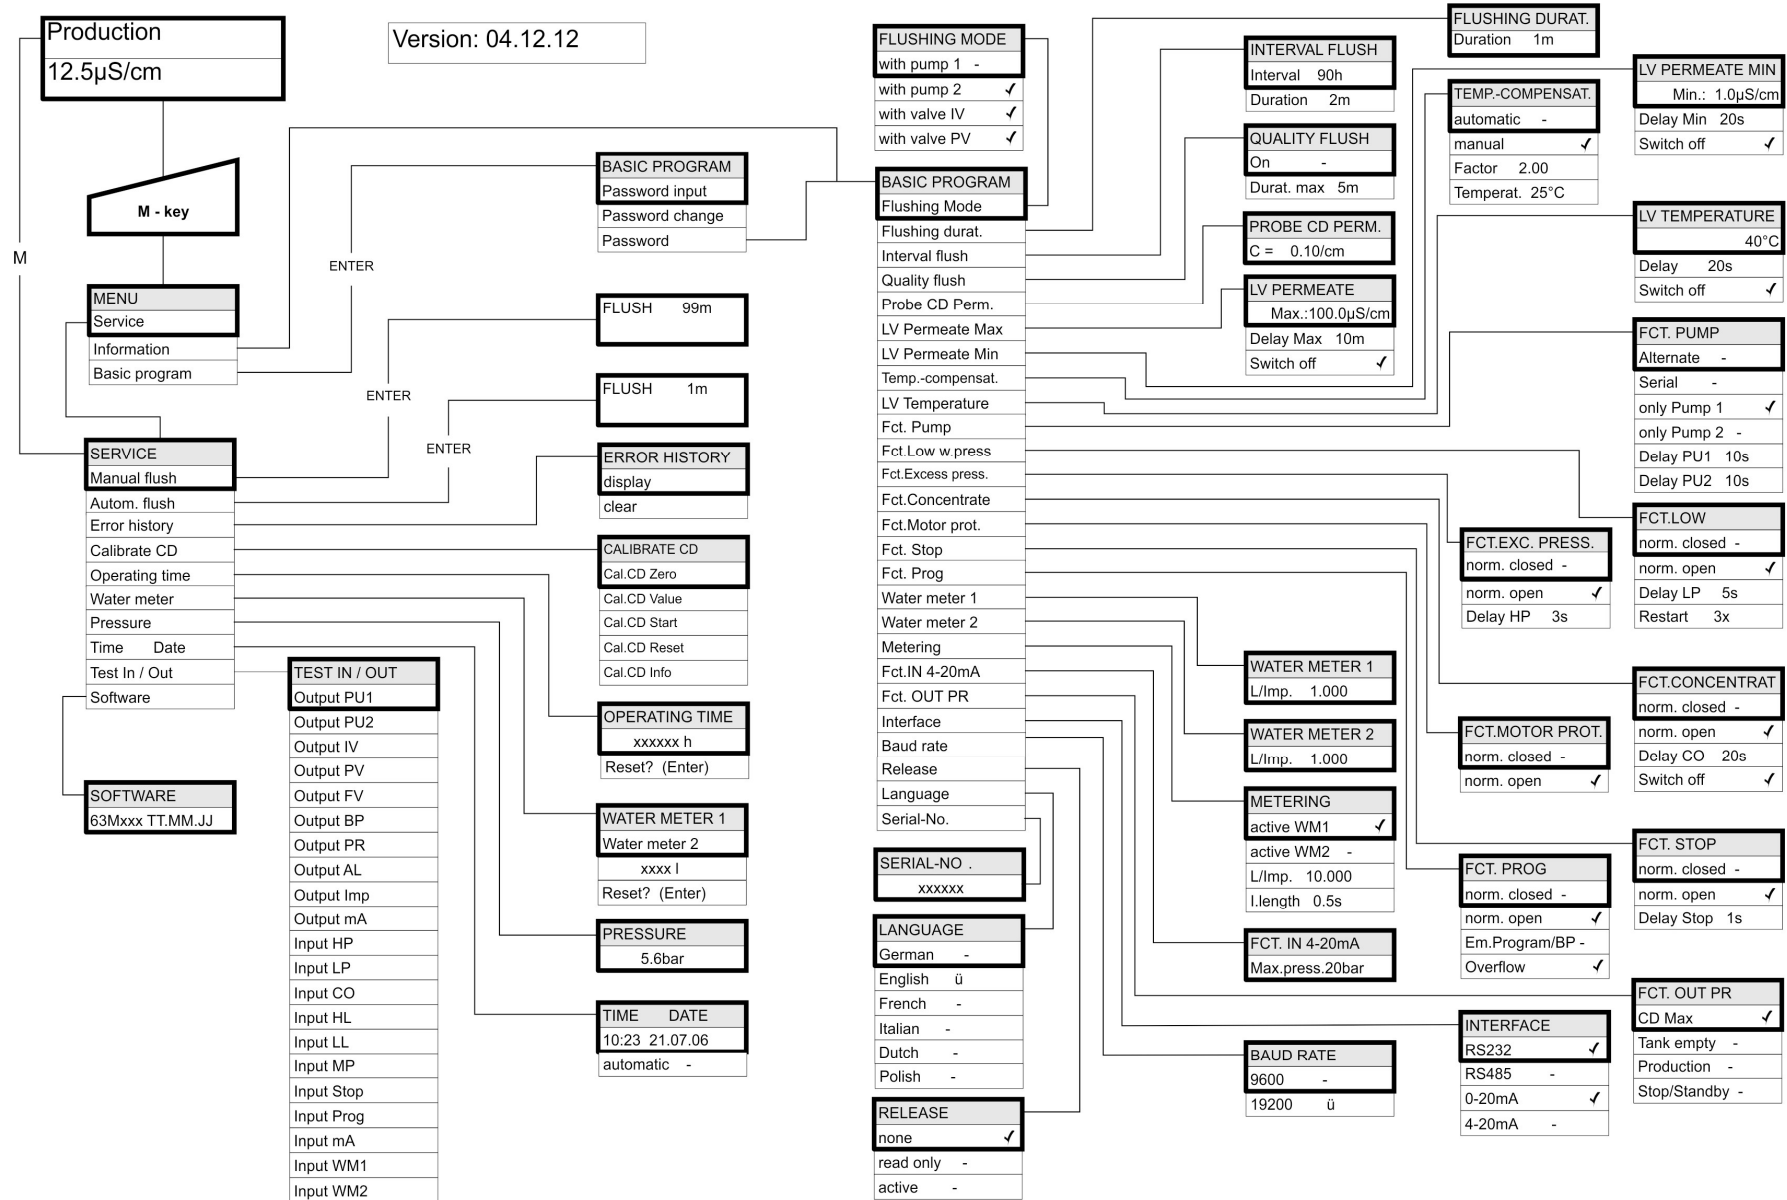 Production
12.5µS/cm
Version: 04.12.12
M - key
M
MENU
Service
Information
Basic program
SERVICE
Manual flush
Autom. flush
Error history
Calibrate CD
Operating time
Water meter
Pressure
Time Date
Test In / Out
Software
SOFTWARE
63Mxxx TT.MM.JJ
TEST IN / OUT
Output PU1
Output PU2
Output IV
Output PV
Output FV
Output BP
Output PR
Output AL
Output Imp
Output mA
Input HP
Input LP
Input CO
Input HL
Input LL
Input MP
Input Stop
Input Prog
Input mA
Input WM1
Input WM2
ENTER
ENTER
ENTER
BASIC PROGRAM
Password input
Password change
Password
FLUSH 99m
FLUSH 1m
ERROR HISTORY
display
clear
CALIBRATE CD
Cal.CD Zero
Cal.CD Value
Cal.CD Start
Cal.CD Reset
Cal.CD Info
OPERATING TIME
xxxxxx h
Reset? (Enter)
WATER METER 1
Water meter 2
xxxx l
Reset? (Enter)
PRESSURE
5.6bar
TIME DATE
10:23 21.07.06
automatic -
FLUSHING MODE
with pump 1 -
with pump 2 ✓
with valve IV ✓
with valve PV ✓
BASIC PROGRAM
Flushing Mode
Flushing durat.
Interval flush
Quality flush
Probe CD Perm.
LV Permeate Max
LV Permeate Min
Temp.-compensat.
LV Temperature
Fct. Pump
Fct.Low w.press
Fct.Excess press.
Fct.Concentrate
Fct.Motor prot.
Fct. Stop
Fct. Prog
Water meter 1
Water meter 2
Metering
Fct.IN 4-20mA
Fct. OUT PR
Interface
Baud rate
Release
Language
Serial-No.
SERIAL-NO .
xxxxxx
LANGUAGE
German -
English ü
French -
Italian -
Dutch -
Polish -
RELEASE
none ✓
read only -
active -
INTERVAL FLUSH
Interval 90h
Duration 2m
QUALITY FLUSH
On -
Durat. max 5m
PROBE CD PERM.
C = 0.10/cm
LV PERMEATE
Max.:100.0µS/cm
Delay Max 10m
Switch off ✓
WATER METER 1
L/Imp. 1.000
WATER METER 2
L/Imp. 1.000
METERING
active WM1 ✓
active WM2 -
L/Imp. 10.000
I.length 0.5s
FCT. IN 4-20mA
Max.press.20bar
BAUD RATE
9600 -
19200 ü
FLUSHING DURAT.
Duration 1m
TEMP.-COMPENSAT.
automatic -
manual ✓
Factor 2.00
Temperat. 25°C
FCT.EXC. PRESS.
norm. closed -
norm. open ✓
Delay HP 3s
FCT.MOTOR PROT.
norm. closed -
norm. open ✓
FCT. PROG
norm. closed -
norm. open ✓
Em.Program/BP -
Overflow ✓
INTERFACE
RS232 ✓
RS485 -
0-20mA ✓
4-20mA -
LV PERMEATE MIN
Min.: 1.0µS/cm
Delay Min 20s
Switch off ✓
LV TEMPERATURE
40°C
Delay 20s
Switch off ✓
FCT. PUMP
Alternate -
Serial -
only Pump 1 ✓
only Pump 2 -
Delay PU1 10s
Delay PU2 10s
FCT.LOW
norm. closed -
norm. open ✓
Delay LP 5s
Restart 3x
FCT.CONCENTRAT
norm. closed -
norm. open ✓
Delay CO 20s
Switch off ✓
FCT. STOP
norm. closed -
norm. open ✓
Delay Stop 1s
FCT. OUT PR
CD Max ✓
Tank empty -
Production -
Stop/Standby -